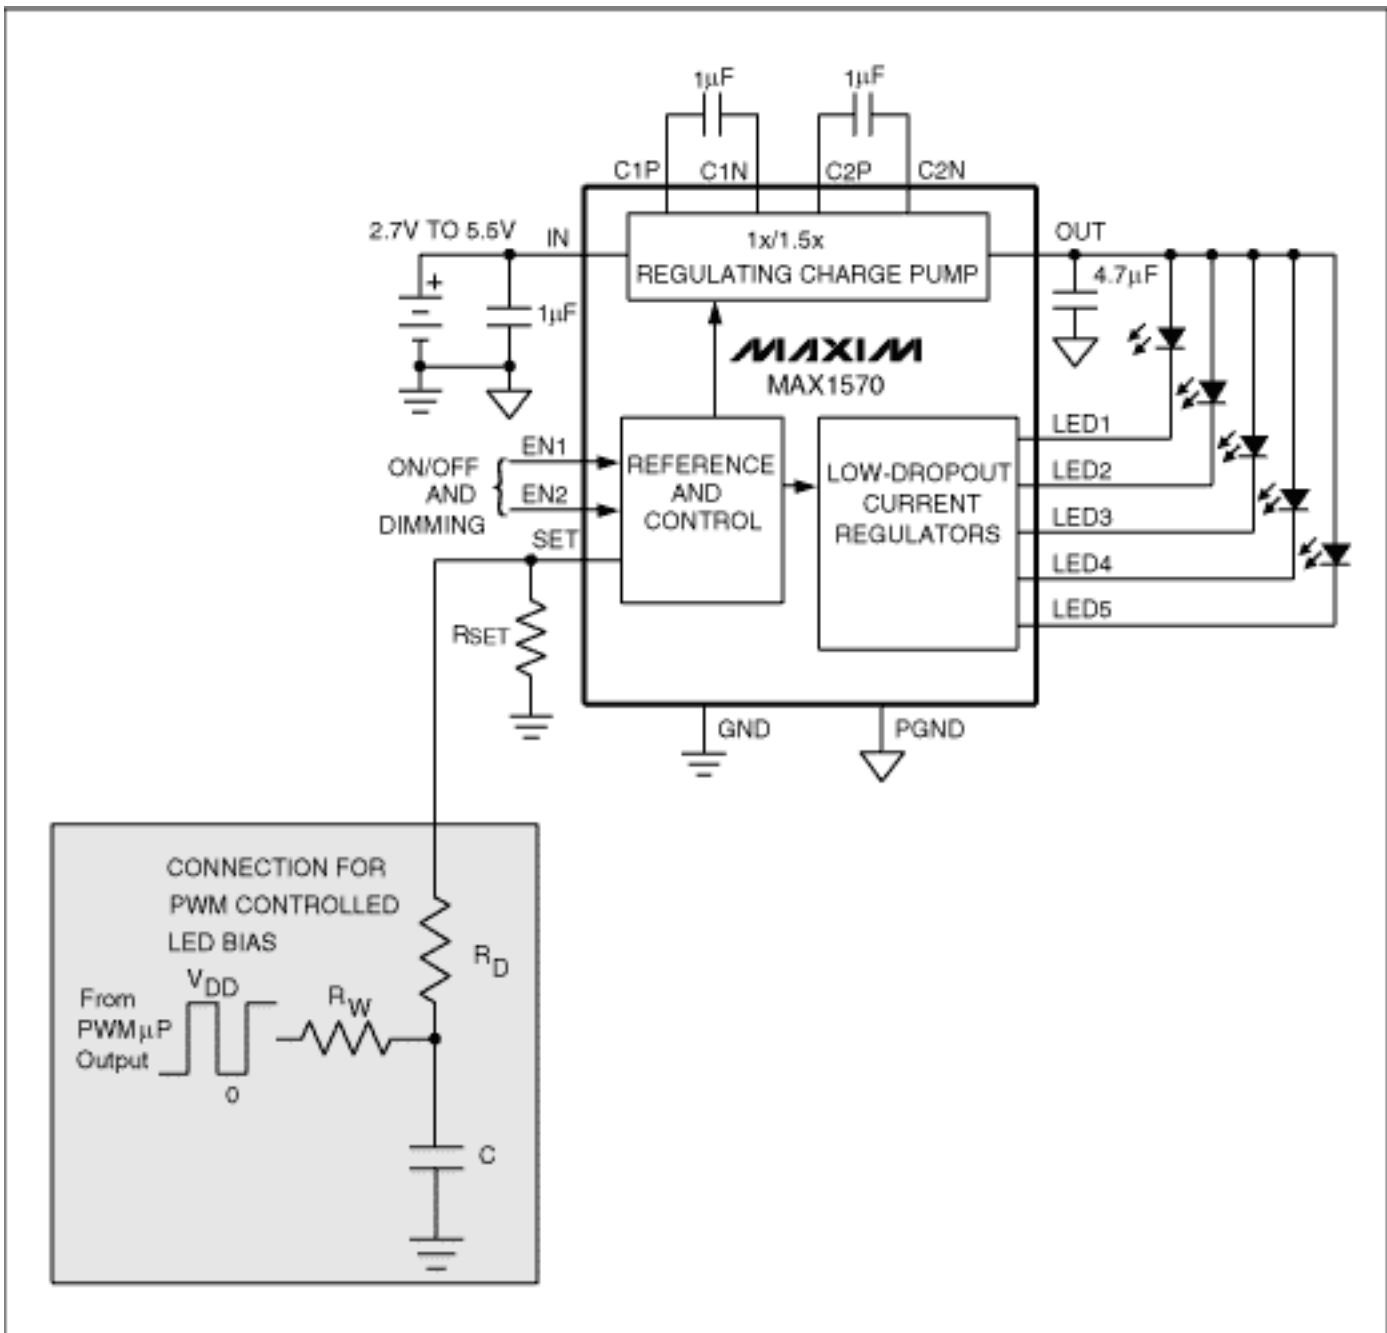 1µF
1µF
C1P
C1N
C2P
C2N
2.7V TO 5.5V
IN
1x/1.5x
REGULATING CHARGE PUMP
OUT
+
1µF
4.7µF
MAXIM
MAX1570
EN1
EN2
ON/OFF
AND
DIMMING
SET
REFERENCE
AND
CONTROL
LOW-DROPOUT
CURRENT
REGULATORS
LED1
LED2
LED3
LED4
LED5
RSET
GND
PGND
CONNECTION FOR
PWM CONTROLLED
LED BIAS
VDD
From
PWM µP
Output
0
RW
RD
C